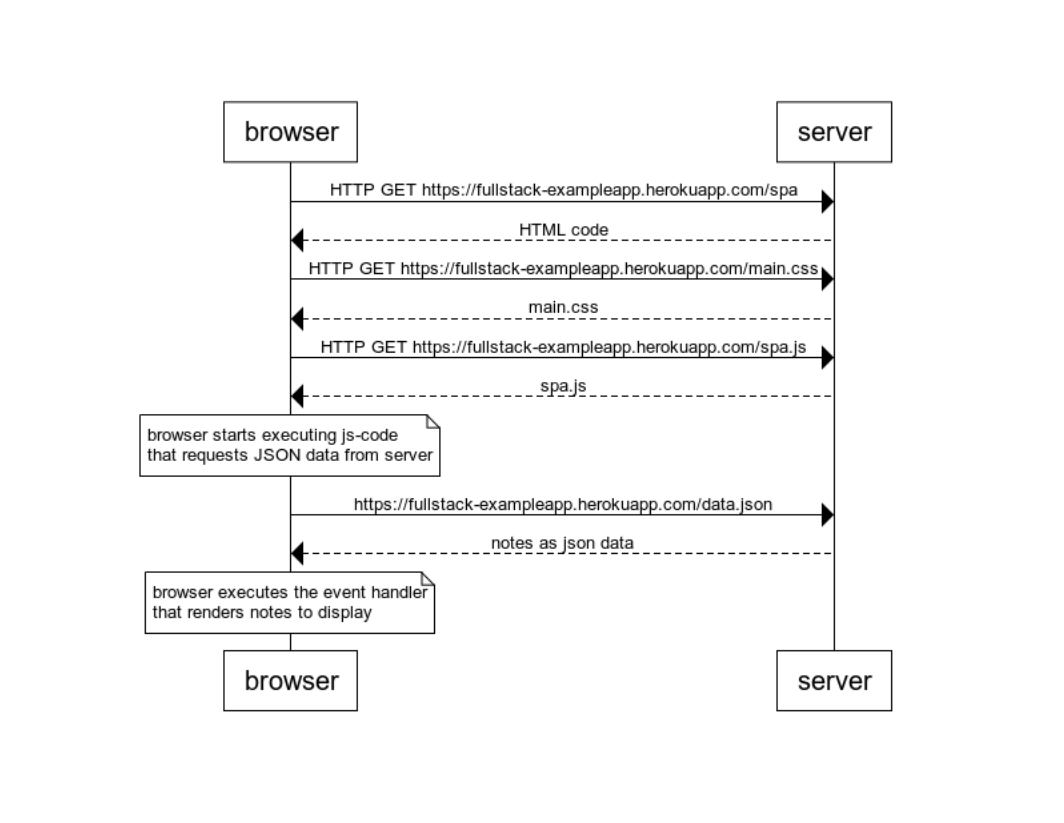 browser
server
HTTP GET https://fullstack-exampleapp.herokuapp.com/spa
HTML code
HTTP GET https://fullstack-exampleapp.herokuapp.com/main.css
main.css
HTTP GET https://fullstack-exampleapp.herokuapp.com/spa.js
spa.js
browser starts executing js-code
that requests JSON data from server
https://fullstack-exampleapp.herokuapp.com/data.json
notes as json data
browser executes the event handler
that renders notes to display
browser
server